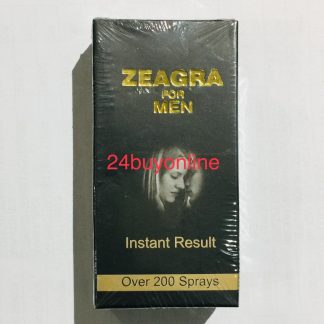 ZEAGRA
FOR
MEN
24buyonline
Instant Result
Over 200 Sprays